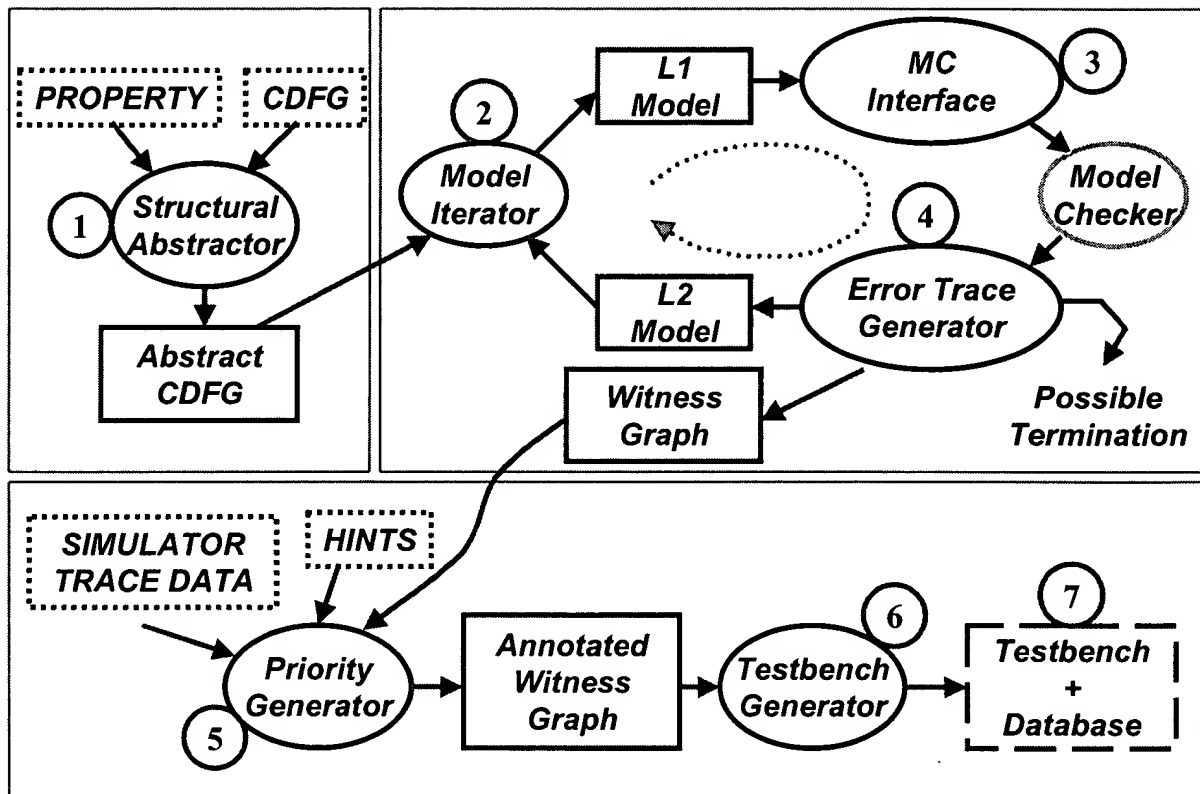 PROPERTY
CDFG
1
Structural
Abstractor
Abstract
CDFG
2
Model
Iterator
L1
Model
MC
Interface
3
Model
Checker
4
Error Trace
Generator
L2
Model
Witness
Graph
Possible
Termination
SIMULATOR
TRACE DATA
HINTS
Priority
Generator
5
Annotated
Witness
Graph
6
Testbench
Generator
7
Testbench
+
Database